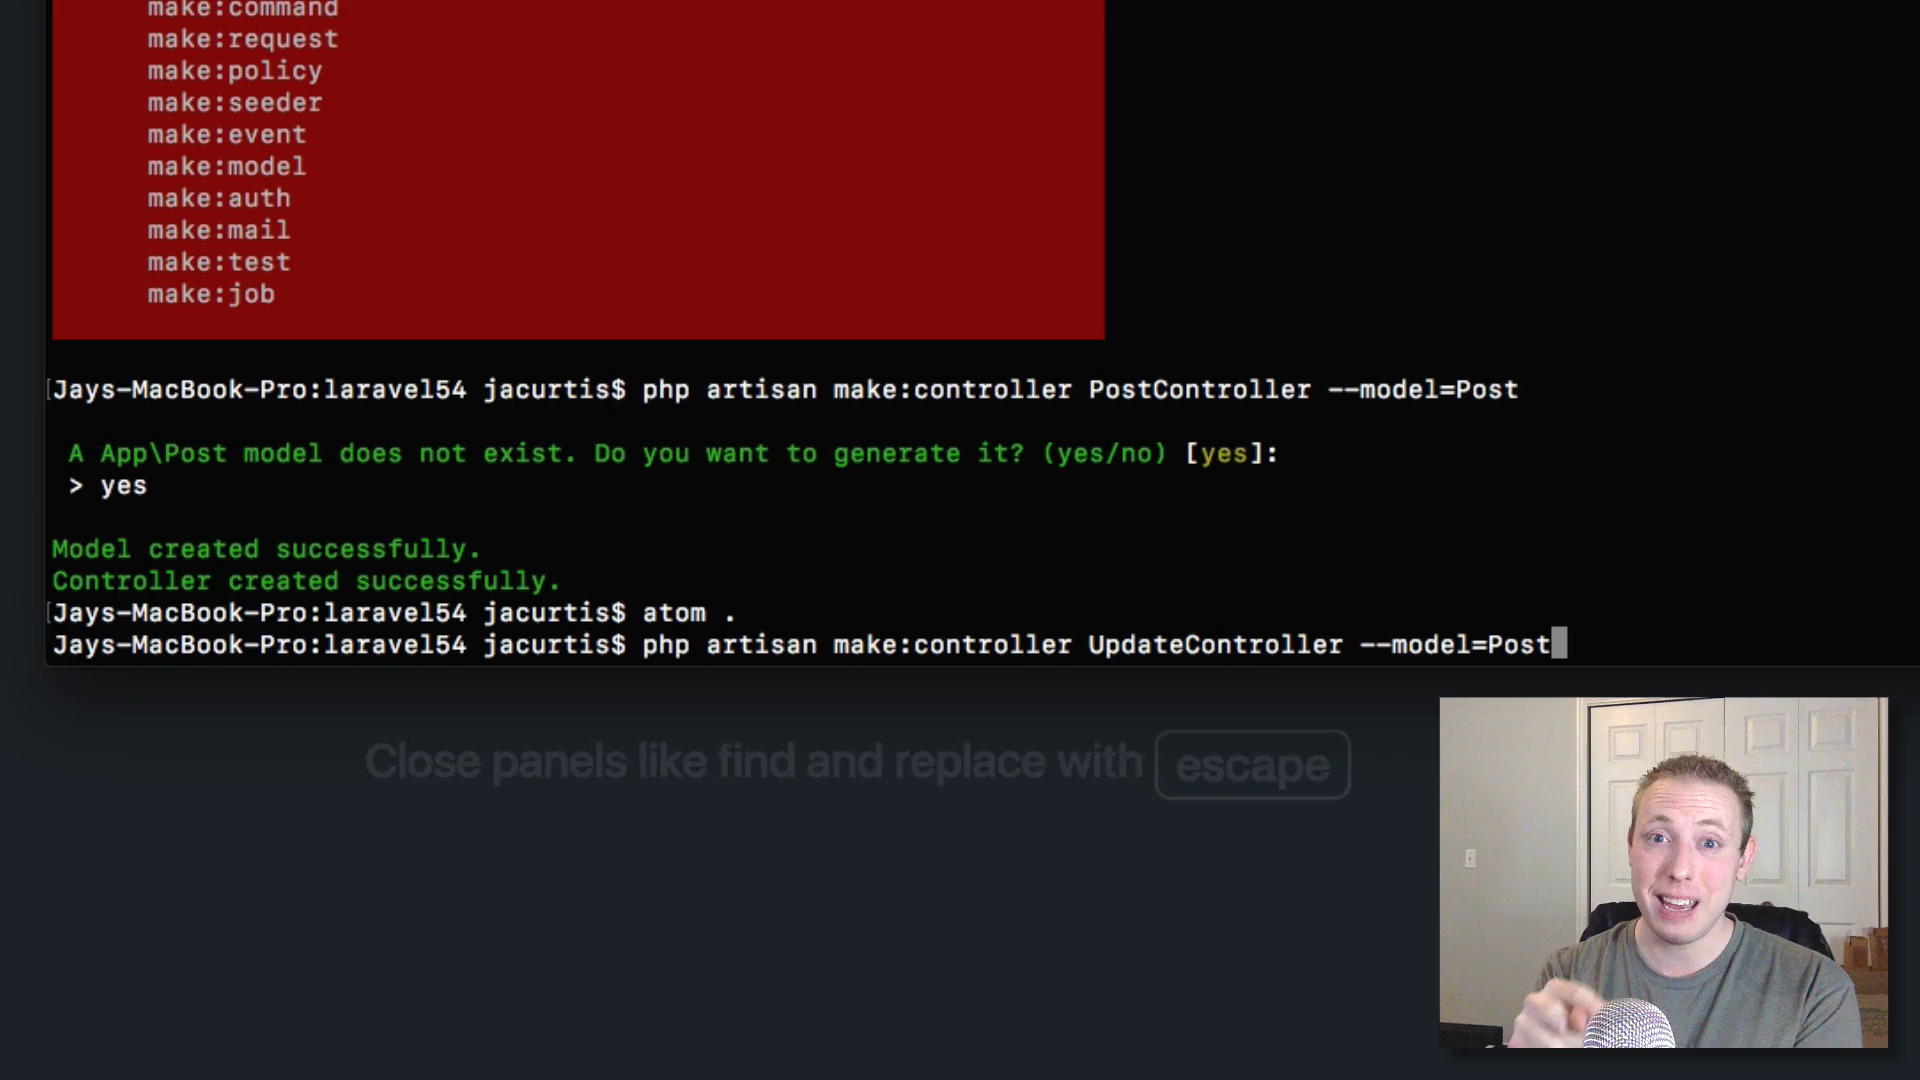 make:command
make:request
make:policy
make:seeder
make:event
make:model
make:auth
make:mail
make:test
make:job
[Jays-MacBook-Pro:laravel54 jacurtis$ php artisan make:controller PostController --model=Post
A App\Post model does not exist. Do you want to generate it? (yes/no) [yes]:
> yes
Model created successfully.
Controller created successfully.
[Jays-MacBook-Pro:laravel54 jacurtis$ atom .
Jays-MacBook-Pro:laravel54 jacurtis$ php artisan make:controller UpdateController --model=Post
Close panels like find and replace with escape